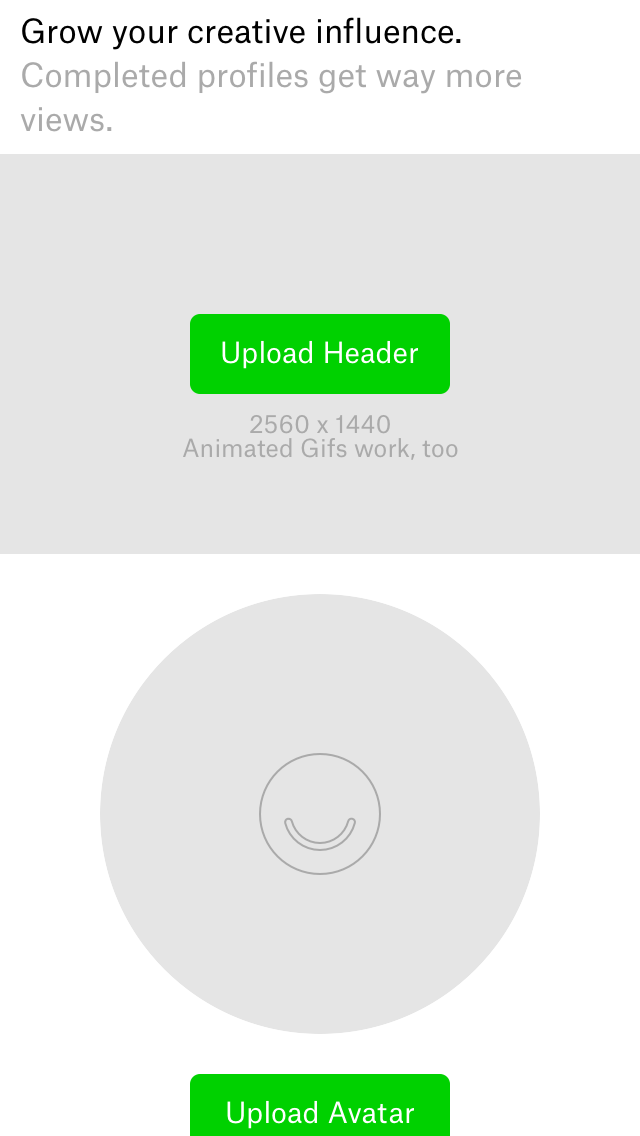 Grow your creative influence.
Completed profiles get way more
views.
Upload Header
2560 x 1440
Animated Gifs work, too
Upload Avatar